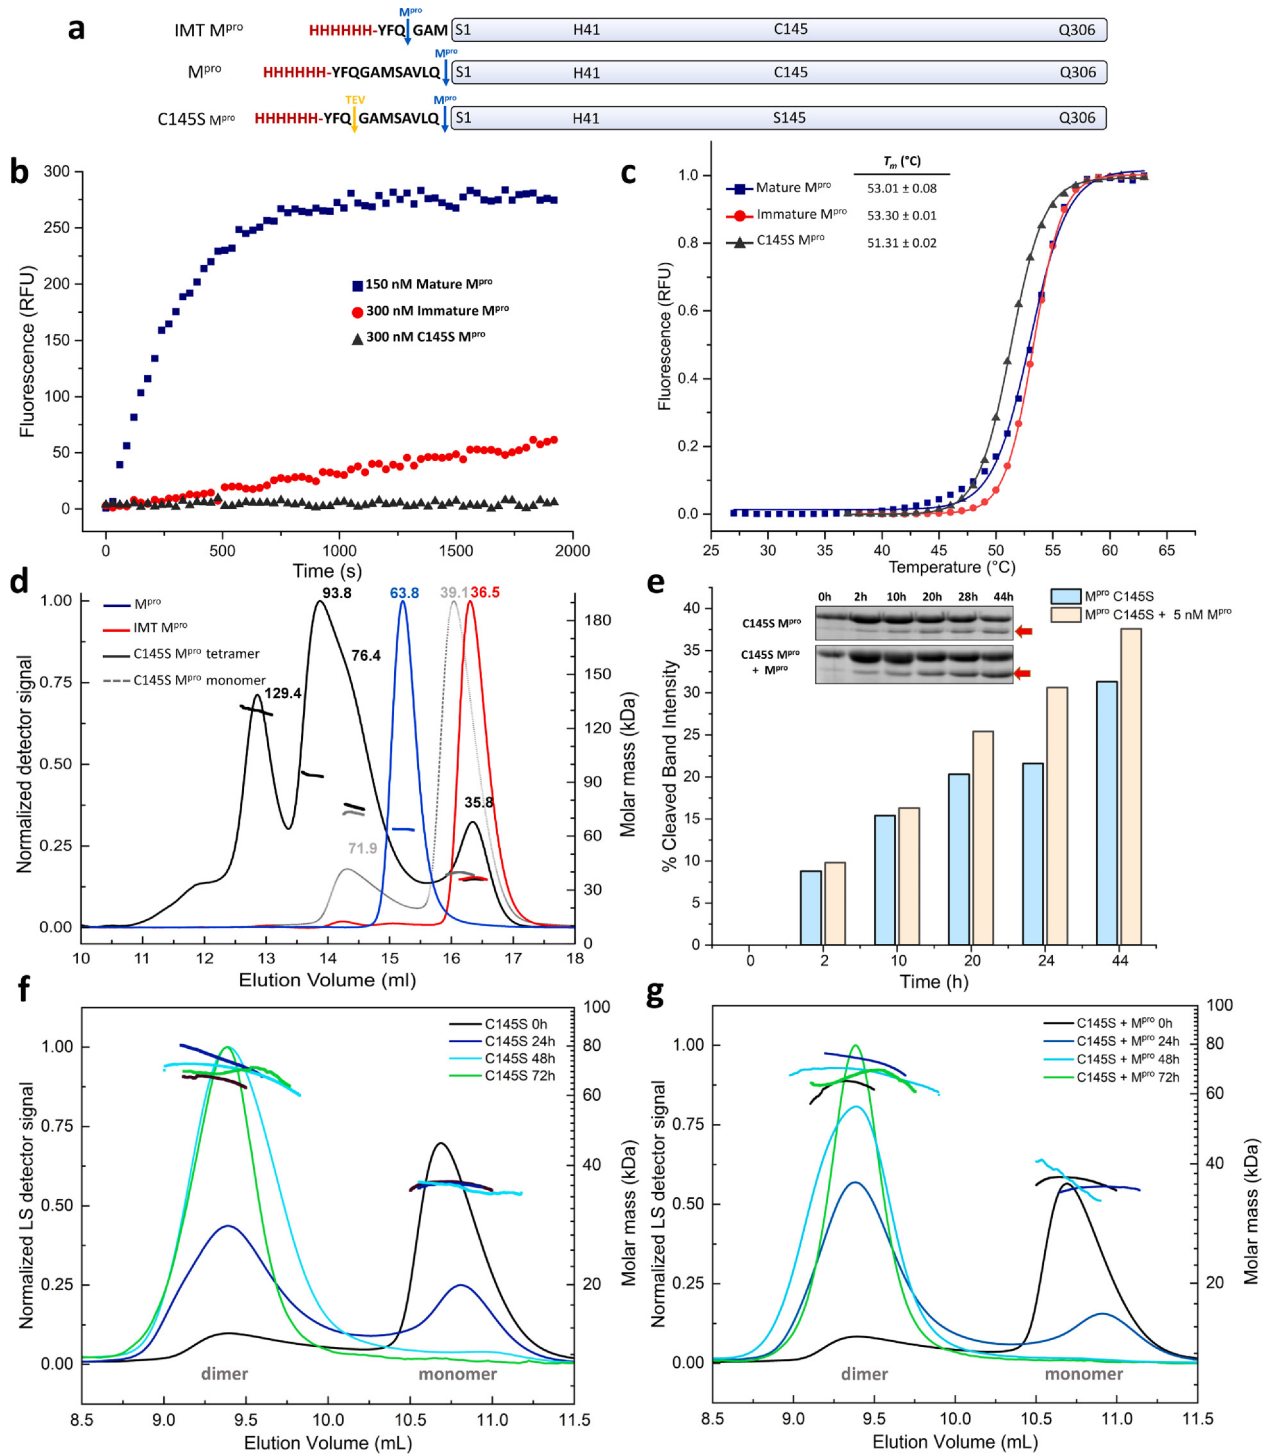 a
IMT Mpro
HHHHHH-YFQ GAM
Mpro
S1 H41 C145 Q306
Mpro
HHHHHH-YFQGAMSAVLQ
Mpro
S1 H41 C145 Q306
C145S Mpro
HHHHHH-YFQ GAMSAVLQ
TEV
Mpro
S1 H41 S145 Q306
b
Fluorescence (RFU)
300
250
200
150
100
50
0
150 nM Mature Mpro
300 nM Immature Mpro
300 nM C145S Mpro
0 500 1000 1500 2000
Time (s)
c
Fluorescence (RFU)
1.0
0.8
0.6
0.4
0.2
0.0
Tm (°C)
Mature Mpro 53.01 ± 0.08
Immature Mpro 53.30 ± 0.01
C145S Mpro 51.31 ± 0.02
25 30 35 40 45 50 55 60 65
Temperature (°C)
d
Normalized detector signal
1.00
0.75
0.50
0.25
0.00
Mpro
IMT Mpro
C145S Mpro tetramer
C145S Mpro monomer
129.4
93.8
76.4
63.8
39.1
36.5
71.9
35.8
180
150
120
90
60
30
0
Molar mass (kDa)
10 11 12 13 14 15 16 17 18
Elution Volume (ml)
e
% Cleaved Band Intensity
40
35
30
25
20
15
10
5
0
0h 2h 10h 20h 28h 44h
C145S Mpro
C145S Mpro
+ Mpro
Mpro C145S
Mpro C145S + 5 nM Mpro
0 2 10 20 24 44
Time (h)
f
Normalized LS detector signal
1.00
0.75
0.50
0.25
0.00
C145S 0h
C145S 24h
C145S 48h
C145S 72h
dimer
monomer
100
80
60
40
20
Molar mass (kDa)
8.5 9.0 9.5 10.0 10.5 11.0 11.5
Elution Volume (mL)
g
Normalized LS detector signal
1.00
0.75
0.50
0.25
0.00
C145S + Mpro 0h
C145S + Mpro 24h
C145S + Mpro 48h
C145S + Mpro 72h
dimer
monomer
100
80
60
40
20
Molar mass (kDa)
8.5 9.0 9.5 10.0 10.5 11.0 11.5
Elution Volume (mL)